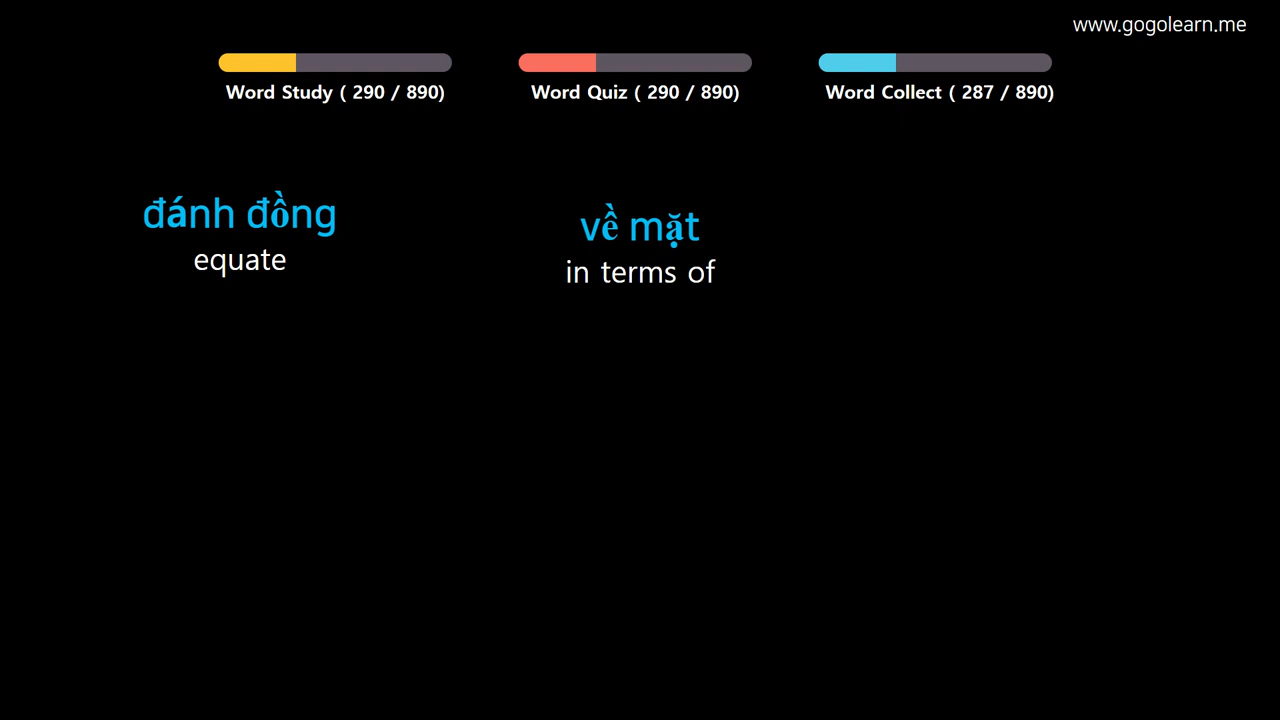 www.gogolearn.me
Word Study ( 290 / 890)
Word Quiz ( 290 / 890)
Word Collect ( 287 / 890)
đánh đồng
equate
về mặt
in terms of